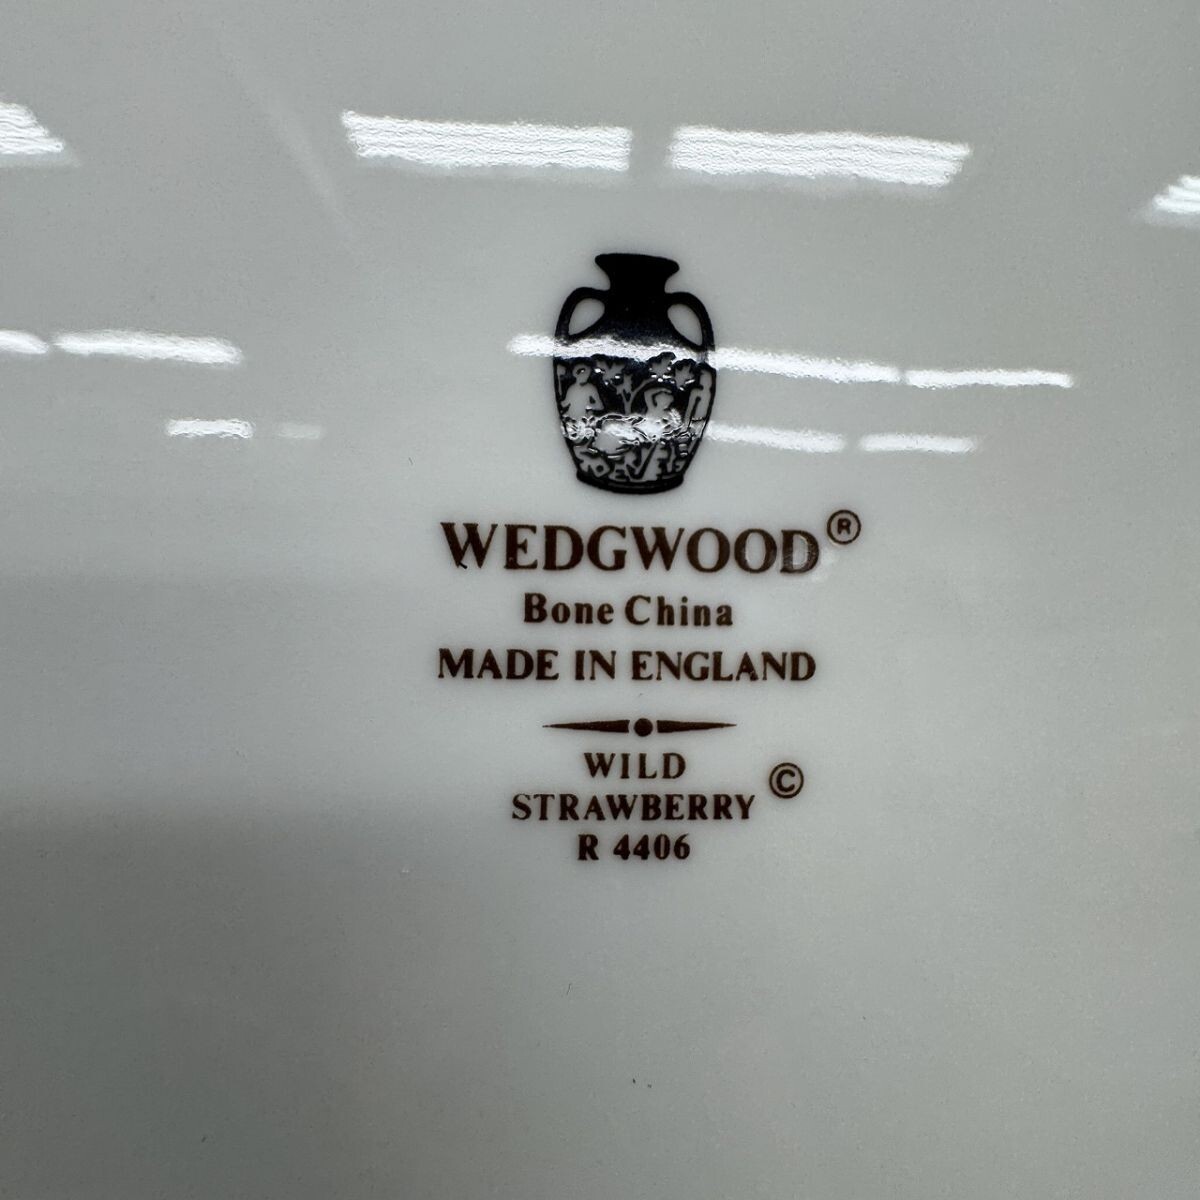 WEDGWOOD®
Bone China
MADE IN ENGLAND
WILD
STRAWBERRY ©
R 4406